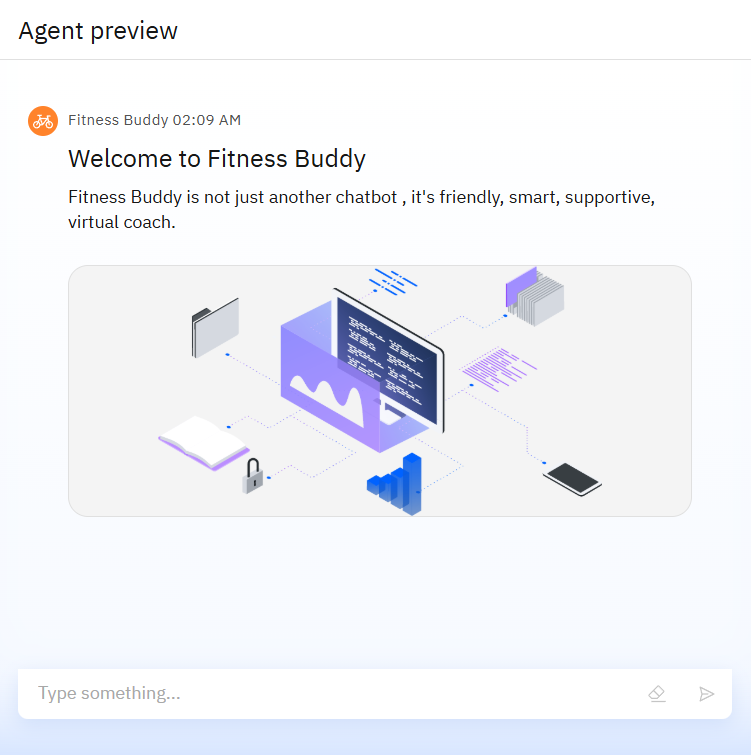 Agent preview
Fitness Buddy 02:09 AM
Welcome to Fitness Buddy
Fitness Buddy is not just another chatbot , it's friendly, smart, supportive,
virtual coach.
Type something...